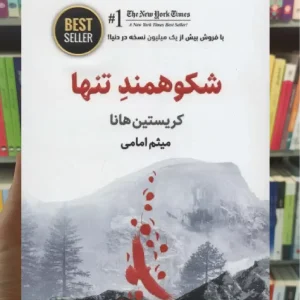 BEST
SELLER
#1 The New York Times
A New York Times Best Seller!
با فروش بیش از یک میلیون نسخه در دنیا!
شکوهمندِ تنها
کریستین هانا
میثم امامی